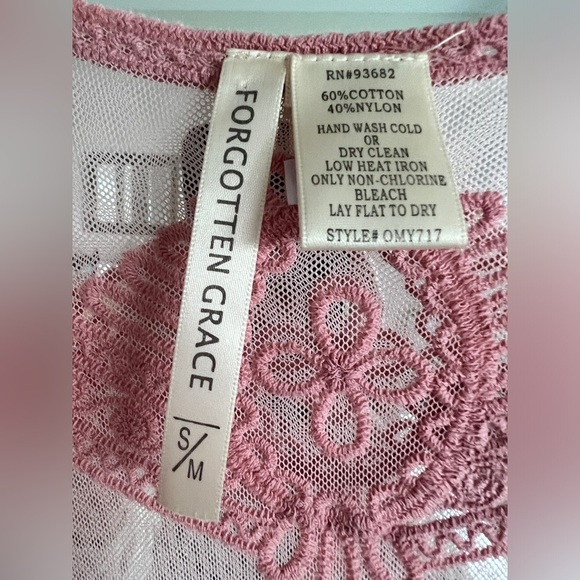 FORGOTTEN GRACE
S/M
RN#93682
60%COTTON
40%NYLON
HAND WASH COLD
OR
DRY CLEAN
LOW HEAT IRON
ONLY NON-CHLORINE
BLEACH
LAY FLAT TO DRY
STYLE# OMY717